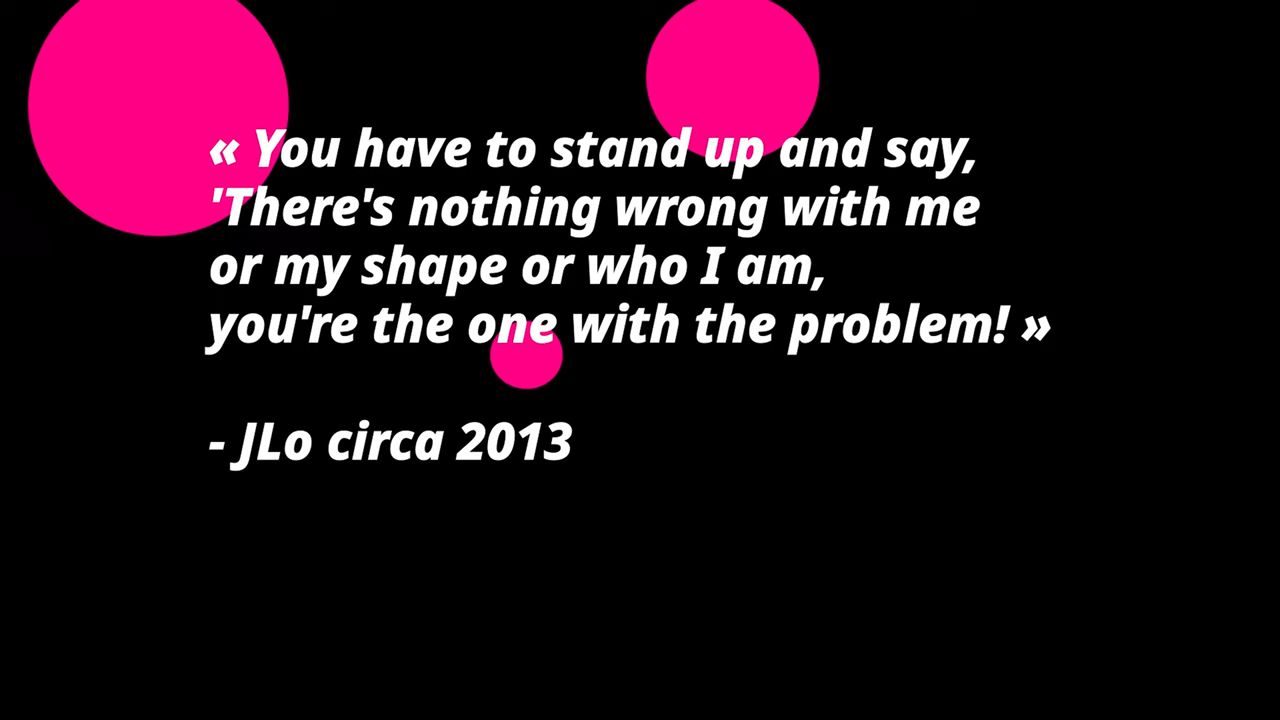 « You have to stand up and say,
'There's nothing wrong with me
or my shape or who I am,
you're the one with the problem! »
- JLo circa 2013